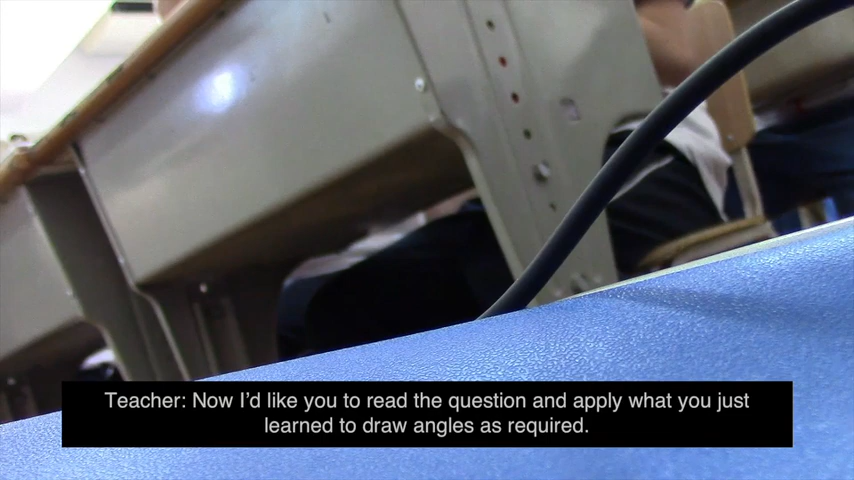 Teacher: Now I'd like you to read the question and apply what you just
learned to draw angles as required.